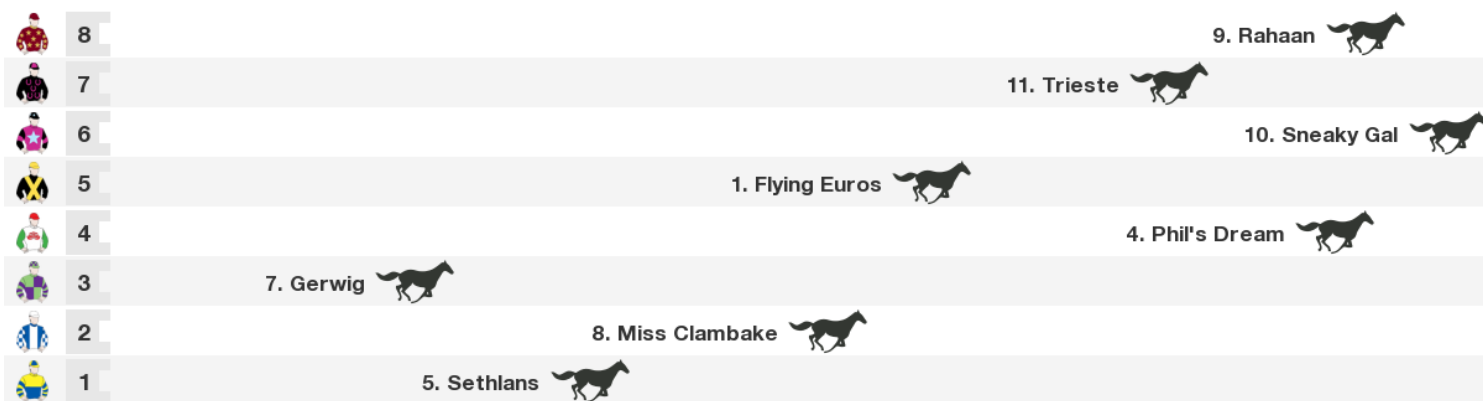 8 9. Rahaan
7 11. Trieste
6 10. Sneaky Gal
5 1. Flying Euros
4 4. Phil's Dream
3 7. Gerwig
2 8. Miss Clambake
1 5. Sethlans